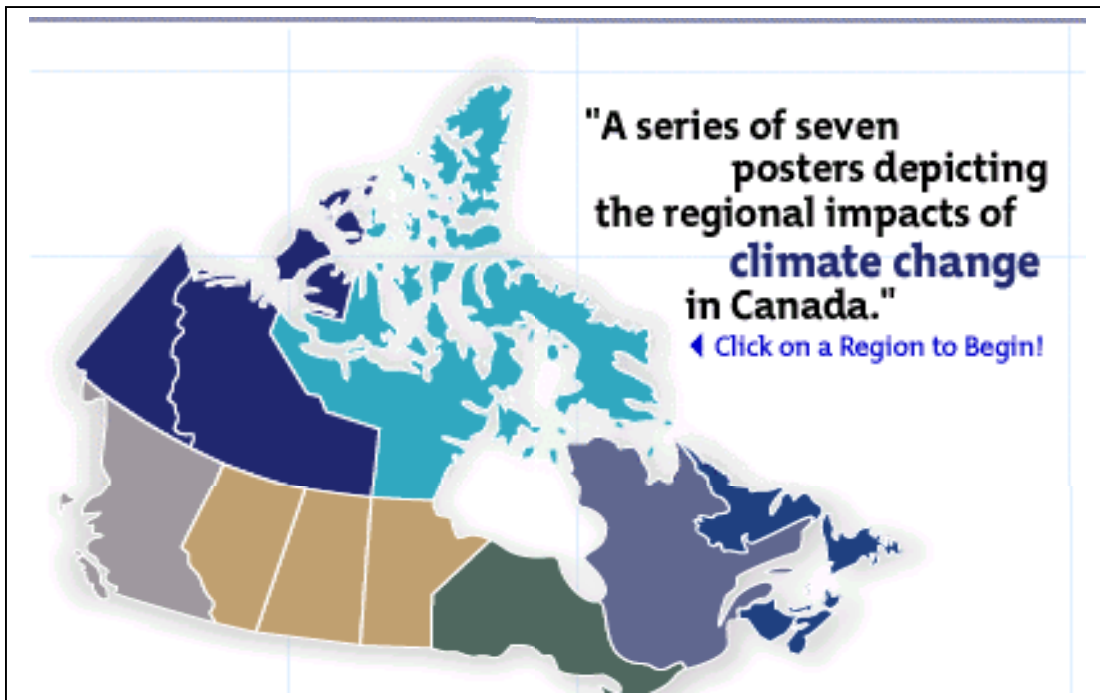 "A series of seven
posters depicting
the regional impacts of
climate change
in Canada."
Click on a Region to Begin!